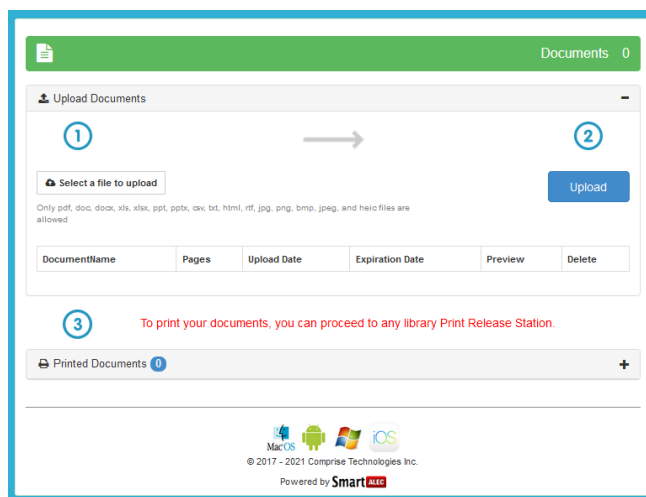 Documents 0
Upload Documents
1
2
Select a file to upload
Upload
Only pdf, doc, docx, xls, xlsx, ppt, pptx, csv, txt, html, rtf, jpg, png, bmp, jpeg, and heic files are
allowed
DocumentName Pages Upload Date Expiration Date Preview Delete
3
To print your documents, you can proceed to any library Print Release Station.
Printed Documents 0
MacOS
iOS
© 2017 - 2021 Comprise Technologies Inc.
Powered by Smart ALEC